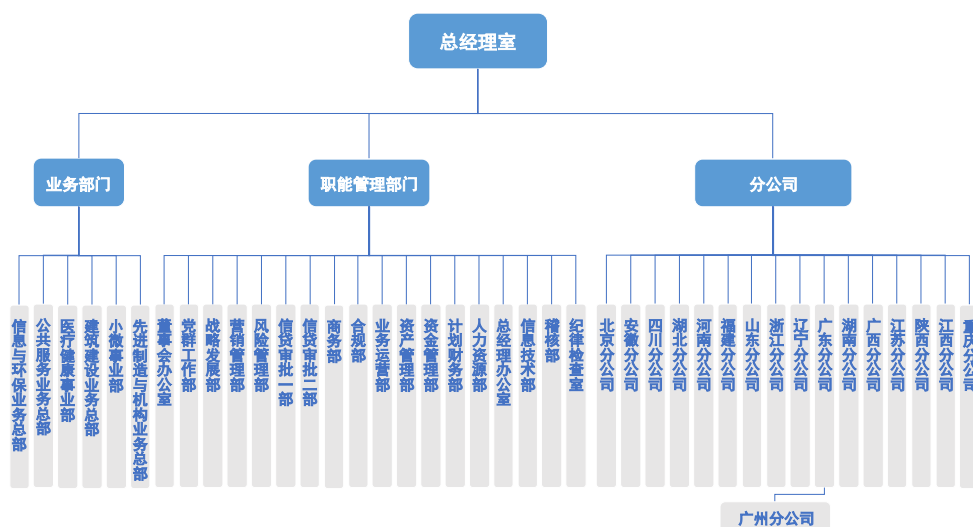 总经理室
业务部门
职能管理部门
分公司
信息与环保业务总部
公共服务业务总部
医疗健康事业部
建筑建设业务总部
小微事业部
先进制造与机构业务总部
董事会办公室
党群工作部
战略发展部
营销管理部
风险管理部
信贷审批一部
信贷审批二部
商务部
合规部
业务运营部
资产管理部
资金管理部
计划财务部
人力资源部
总经理办公室
信息技术部
稽核部
纪律检查室
北京分公司
安徽分公司
四川分公司
湖北分公司
河南分公司
福建分公司
山东分公司
浙江分公司
辽宁分公司
广东分公司
湖南分公司
广西分公司
江苏分公司
陕西分公司
江西分公司
重庆分公司
广州分公司